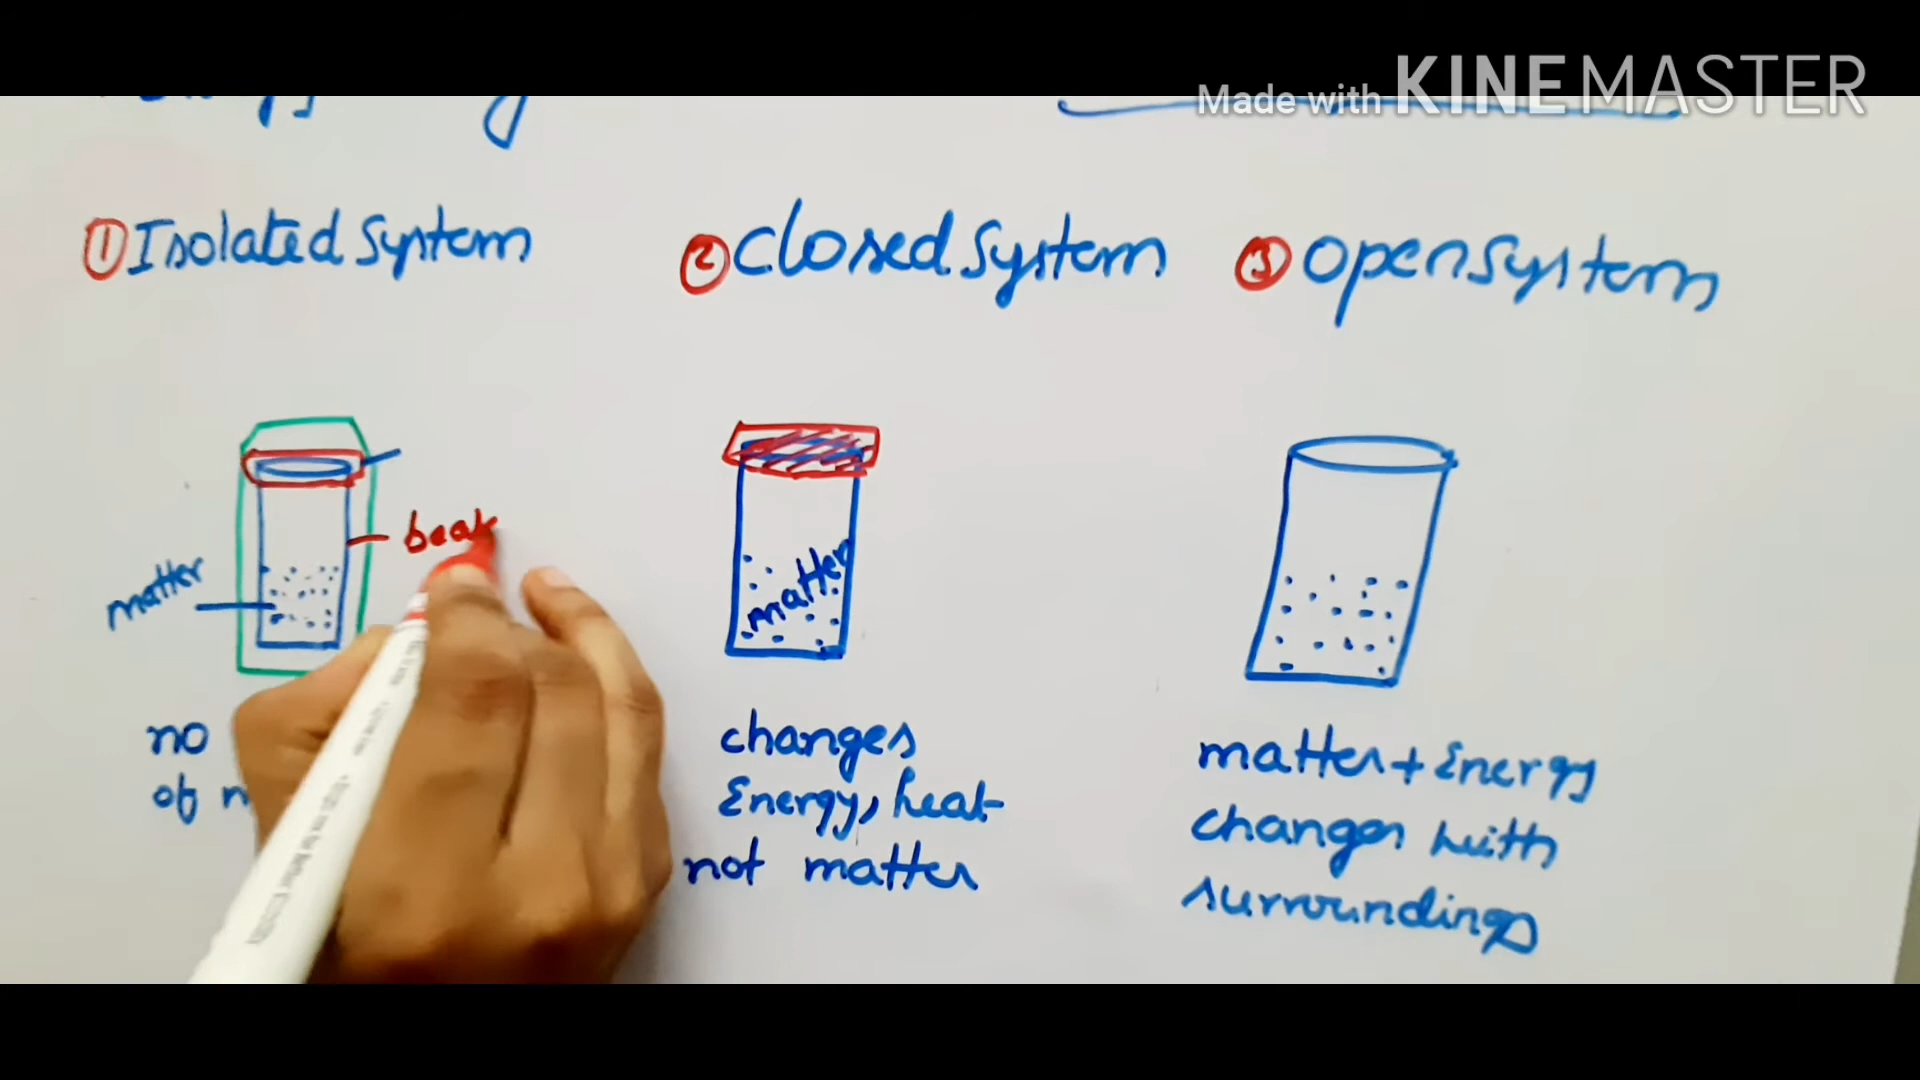 Made with KINEMASTER
① Isolated System
② Closed System
③ open system
matter
beak
matter
no
of
changes
Energy, heat
not matter
matter + Energy
changes with
surroundings